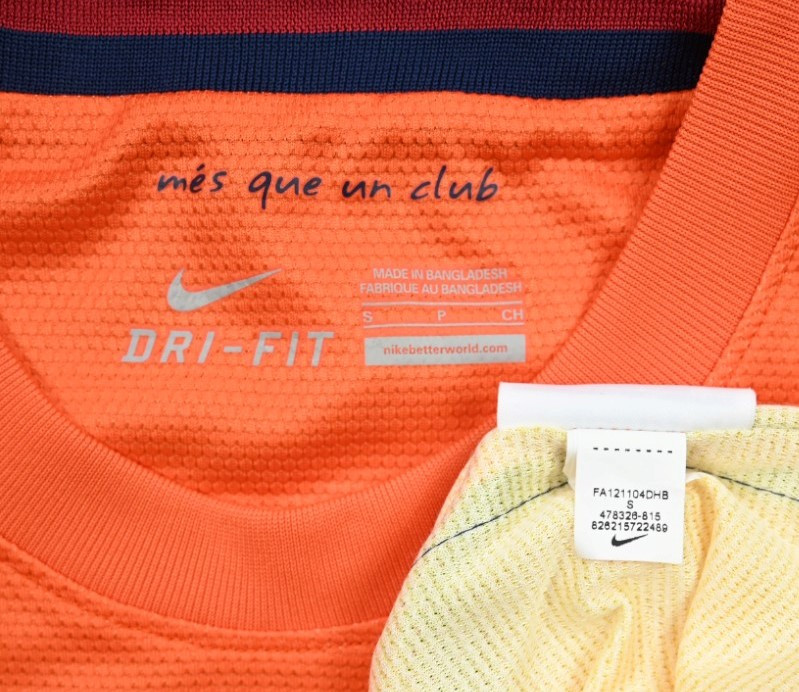 més que un club
DRI-FIT
MADE IN BANGLADESH
FABRIQUE AU BANGLADESH
S P CH
nikebetterworld.com
FA121104DHB
S
478326-815
826215722489